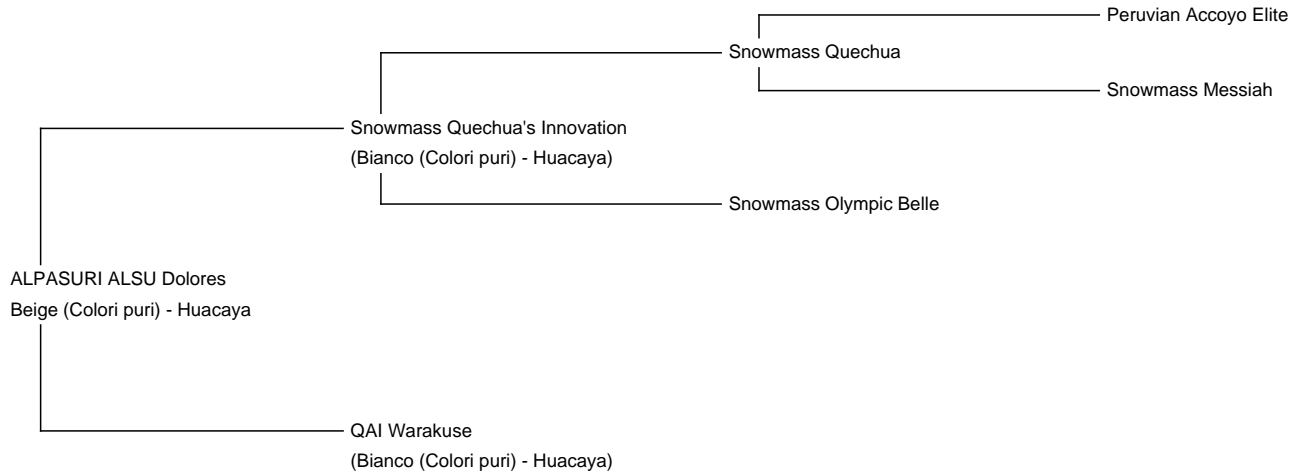 Peruvian Accoyo Elite
Snowmass Quechua
Snowmass Messiah
Snowmass Quechua's Innovation
(Bianco (Colori puri) - Huacaya)
Snowmass Olympic Belle
ALPASURI ALSU Dolores
Beige (Colori puri) - Huacaya
QAI Warakuse
(Bianco (Colori puri) - Huacaya)